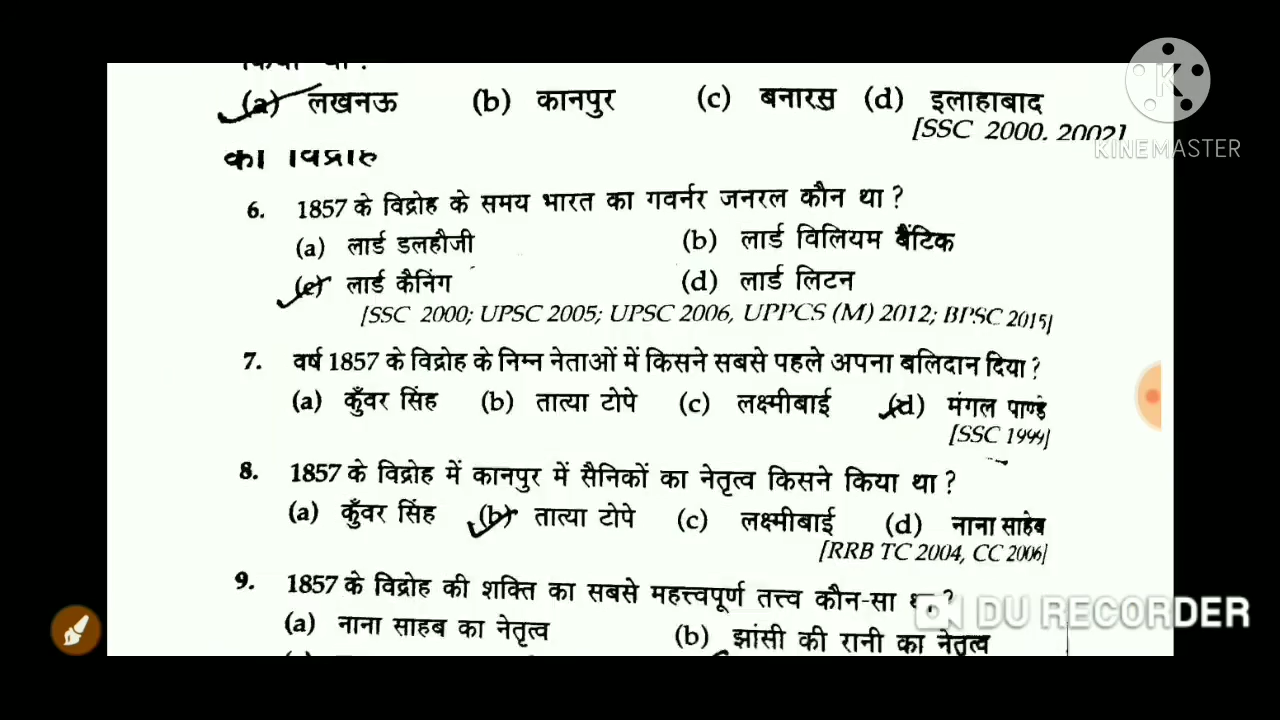 (a) लखनऊ (b) कानपुर (c) बनारस (d) इलाहाबाद
[SSC 2000, 2002]
KINEMASTER
का विद्रोह
6. 1857 के विद्रोह के समय भारत का गवर्नर जनरल कौन था ?
(a) लार्ड डलहौजी (b) लार्ड विलियम बैंटिक
(c) लार्ड कैनिंग (d) लार्ड लिटन
[SSC 2000; UPSC 2005; UPSC 2006, UPPCS (M) 2012; BPSC 2015]
7. वर्ष 1857 के विद्रोह के निम्न नेताओं में किसने सबसे पहले अपना बलिदान दिया ?
(a) कुँवर सिंह (b) तात्या टोपे (c) लक्ष्मीबाई (d) मंगल पाण्डे
[SSC 1999]
8. 1857 के विद्रोह में कानपुर में सैनिकों का नेतृत्व किसने किया था ?
(a) कुँवर सिंह (b) तात्या टोपे (c) लक्ष्मीबाई (d) नाना साहेब
[RRB TC 2004, CC 2006]
9. 1857 के विद्रोह की शक्ति का सबसे महत्त्वपूर्ण तत्त्व कौन-सा था ?
DU RECORDER
(a) नाना साहब का नेतृत्व (b) झांसी की रानी का नेतृत्व